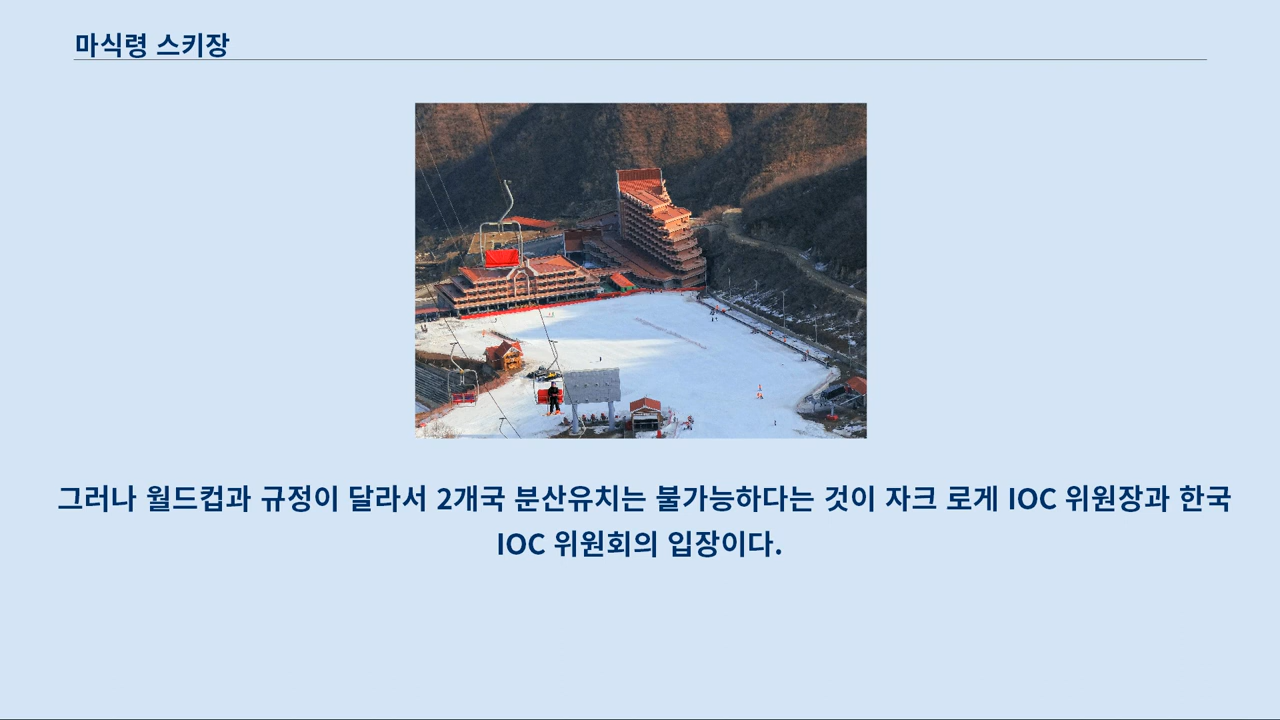 마식령 스키장
그러나 월드컵과 규정이 달라서 2개국 분산유치는 불가능하다는 것이 자크 로게 IOC 위원장과 한국
IOC 위원회의 입장이다.